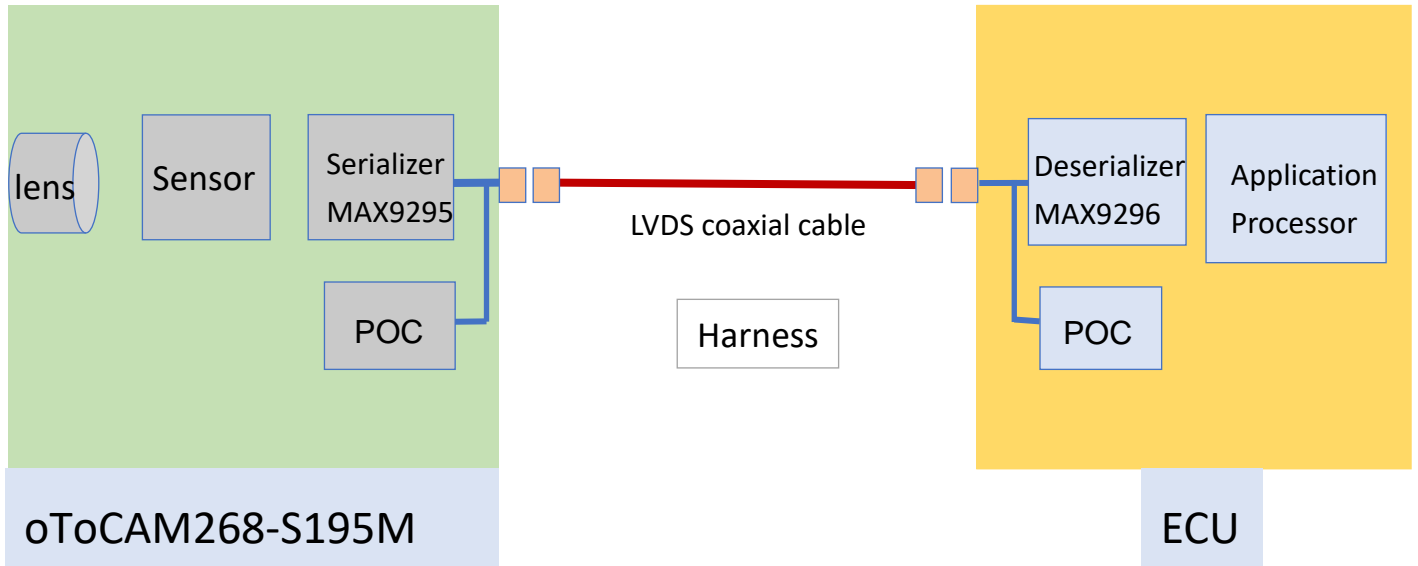 lens
Sensor
Serializer
MAX9295
POC
LVDS coaxial cable
Harness
Deserializer
MAX9296
Application
Processor
POC
oToCAM268-S195M
ECU